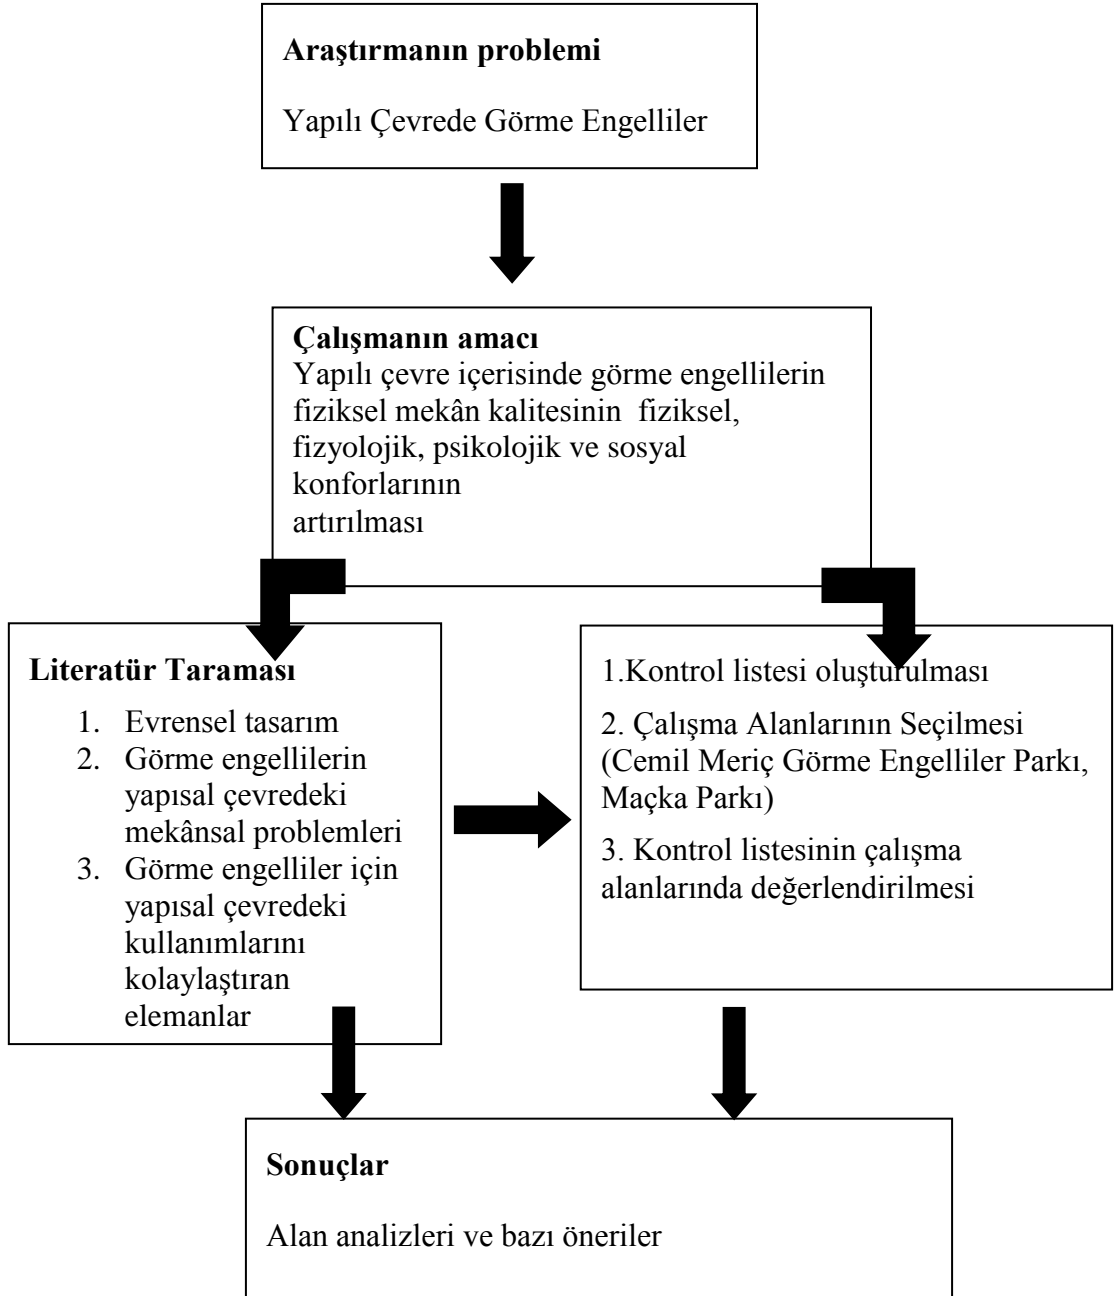 Araştırmanın problemi
Yapılı Çevrede Görme Engelliler
Çalışmanın amacı
Yapılı çevre içerisinde görme engellilerin
fiziksel mekân kalitesinin fiziksel,
fizyolojik, psikolojik ve sosyal
konforlarının
artırılması
Literatür Taraması
1. Evrensel tasarım
2. Görme engellilerin
yapısal çevredeki
mekânsal problemleri
3. Görme engelliler için
yapısal çevredeki
kullanımlarını
kolaylaştıran
elemanlar
1.Kontrol listesi oluşturulması
2. Çalışma Alanlarının Seçilmesi
(Cemil Meriç Görme Engelliler Parkı,
Maçka Parkı)
3. Kontrol listesinin çalışma
alanlarında değerlendirilmesi
Sonuçlar
Alan analizleri ve bazı öneriler